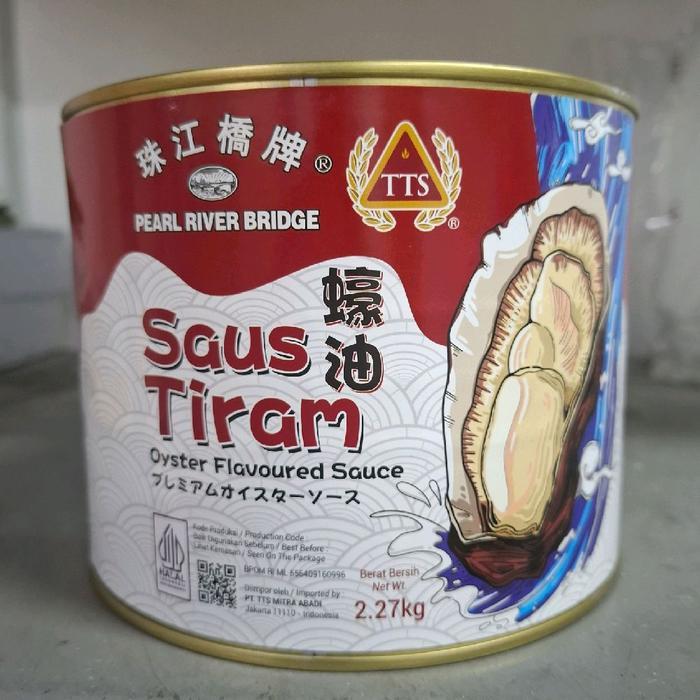 珠江橋牌®
PEARL RIVER BRIDGE
TTS
®
Saus
Tiram
蠔油
Oyster Flavoured Sauce
プレミアムオイスターソース
HALAL
INDONESIA
Kode Produksi / Production Code
Baik Digunakan Sebelum / Best Before :
Lihat Kemasan / Seen On The Package
BPOM RI ML 556409160996
Diimpor oleh / Imported by :
PT. TTS MITRA ABADI
Jakarta 11110 - Indonesia
Berat Bersih
Net Wt
2.27kg